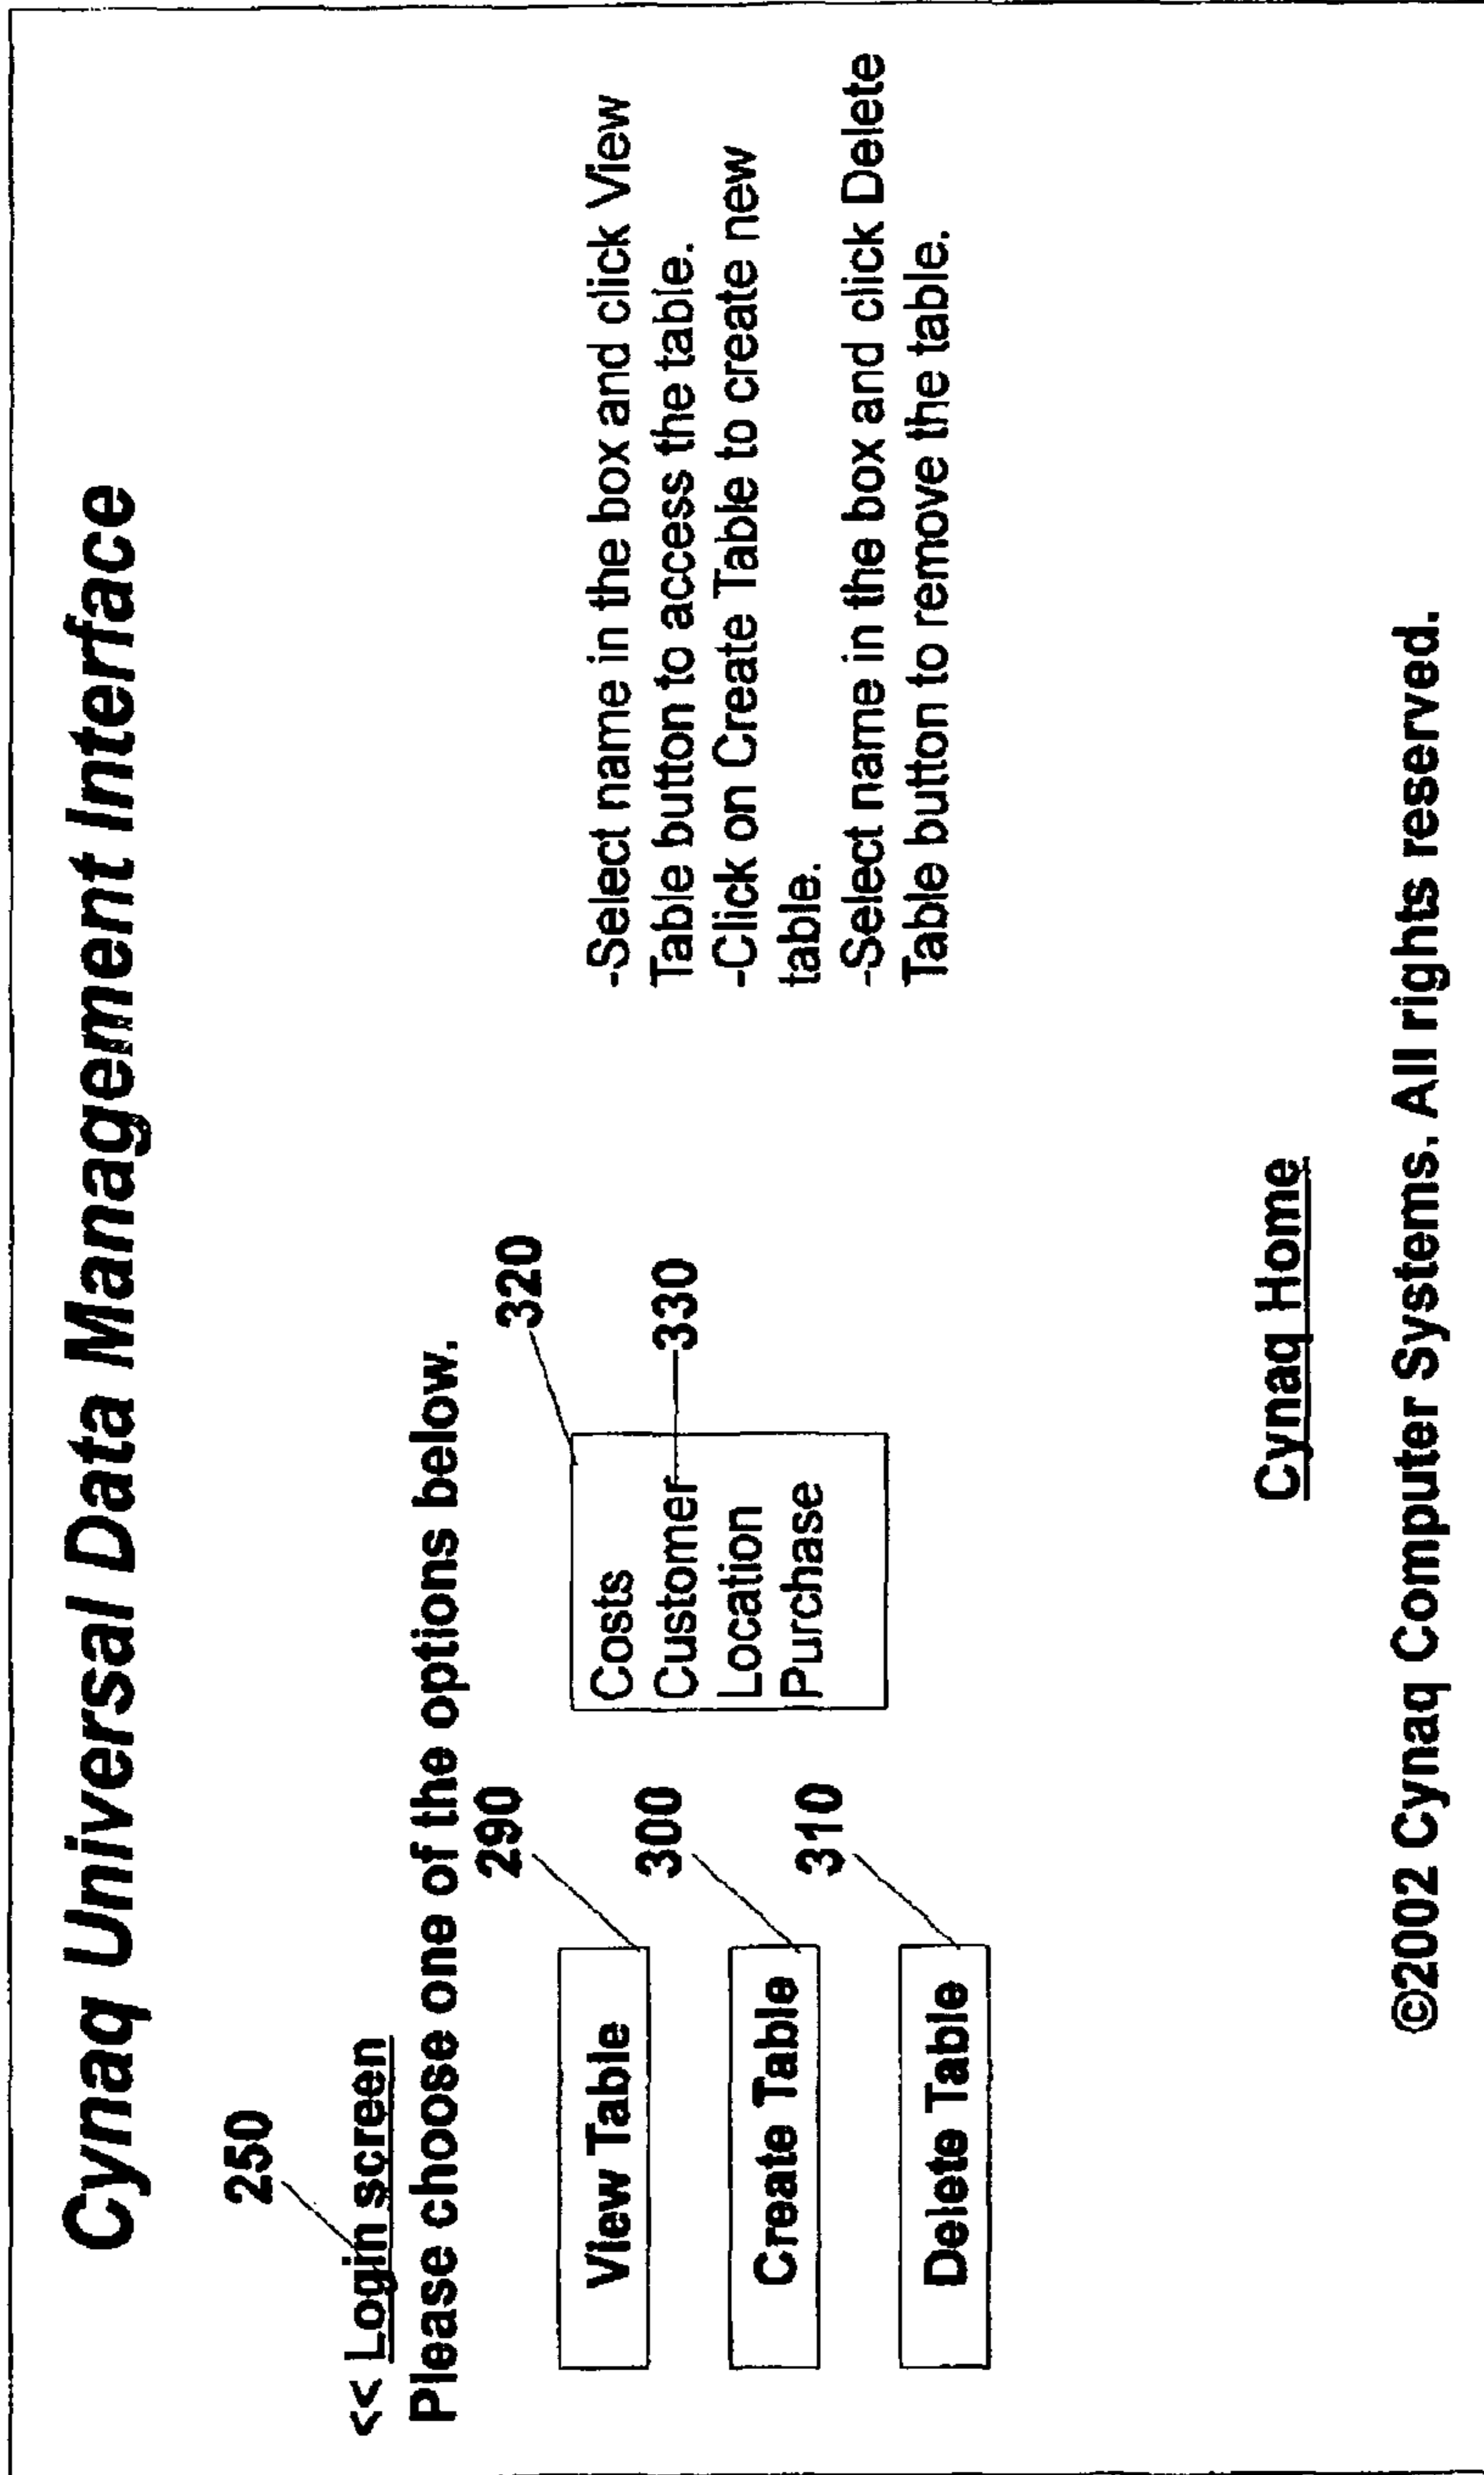 Cynaq Universal Data Management Interface
250
<< Login screen
Please choose one of the options below.
290
View Table
300
Create Table
310
Delete Table
320
Costs
Customer
330
Location
Purchase
-Select name in the box and click View
Table button to access the table.
-Click on Create Table to create new
table.
-Select name in the box and click Delete
Table button to remove the table.
Cynaq Home
©2002 Cynaq Computer Systems. All rights reserved.